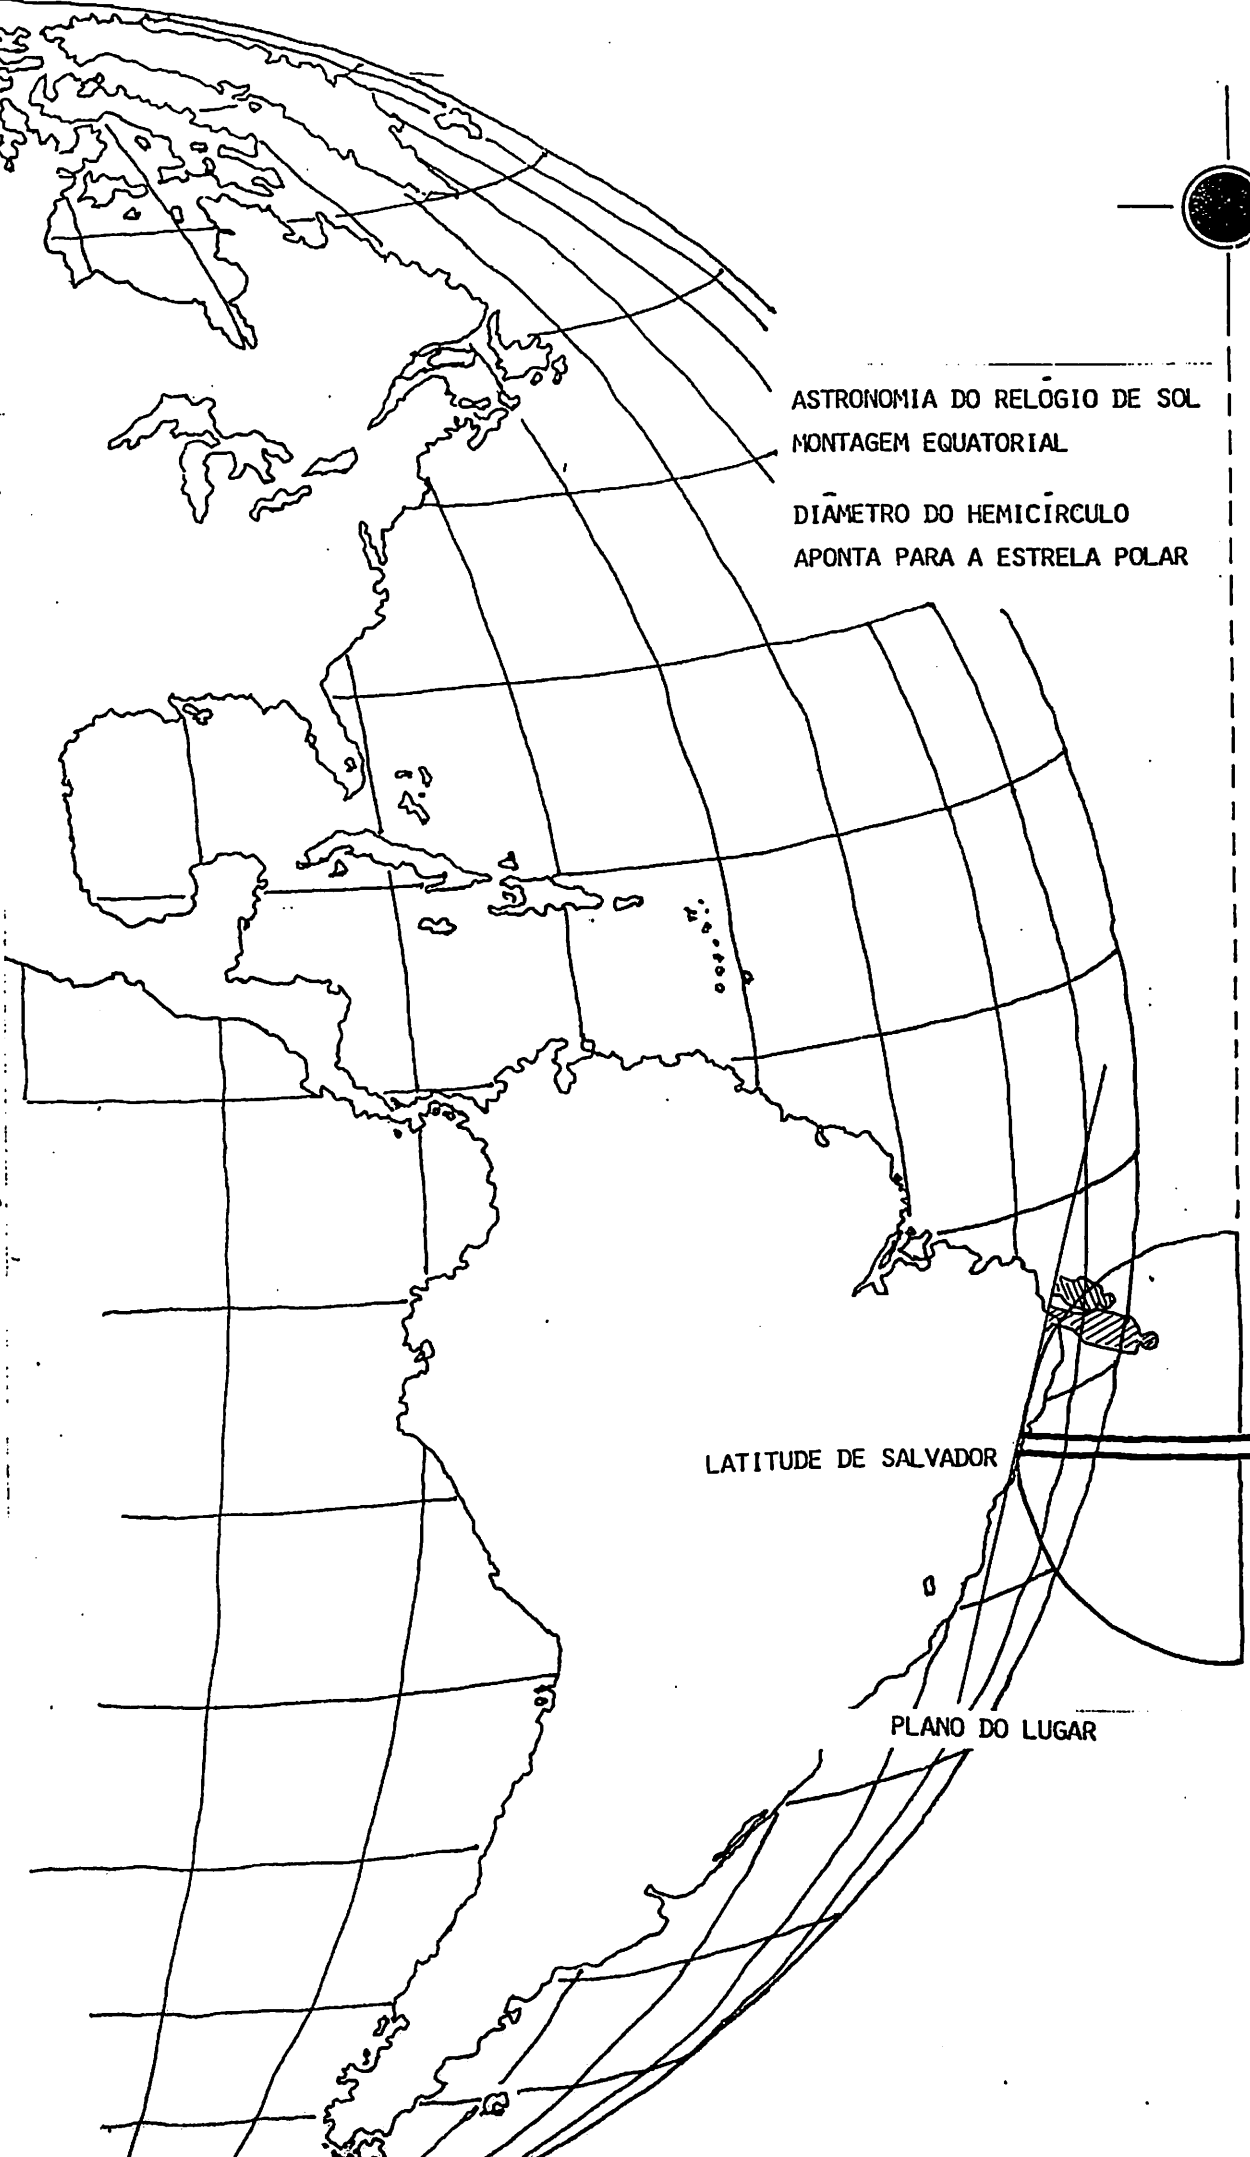 ASTRONOMIA DO RELÓGIO DE SOL
MONTAGEM EQUATORIAL
DIÂMETRO DO HEMICÍRCULO
APONTA PARA A ESTRELA POLAR
LATITUDE DE SALVADOR
PLANO DO LUGAR